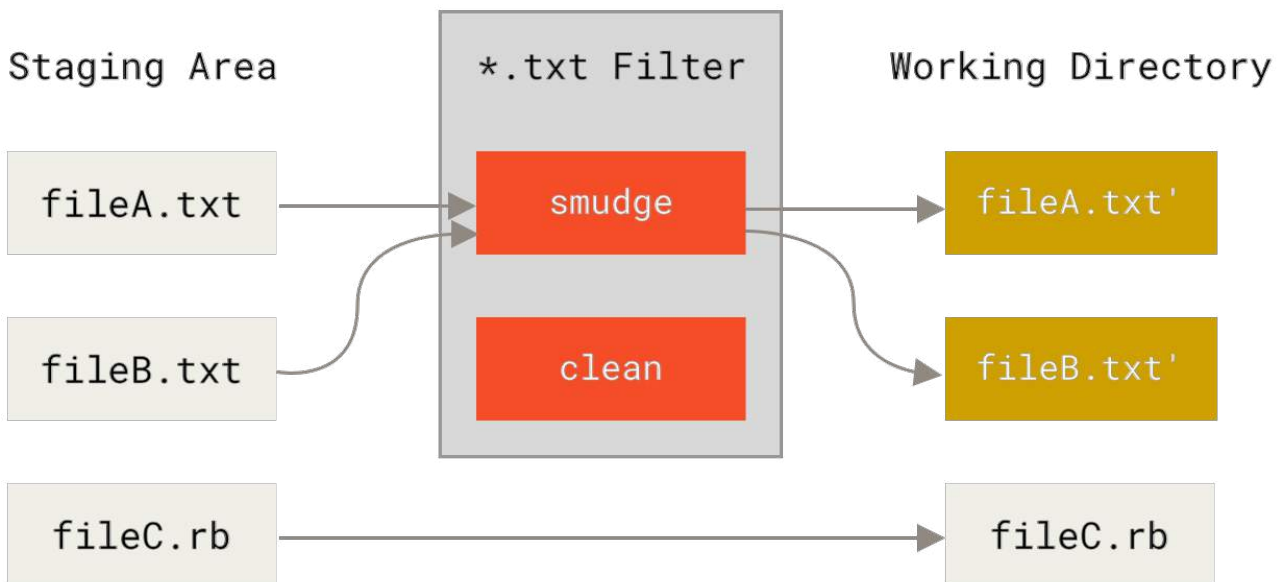 Staging Area
*.txt Filter
Working Directory
fileA.txt
smudge
fileA.txt'
fileB.txt
clean
fileB.txt'
fileC.rb
fileC.rb